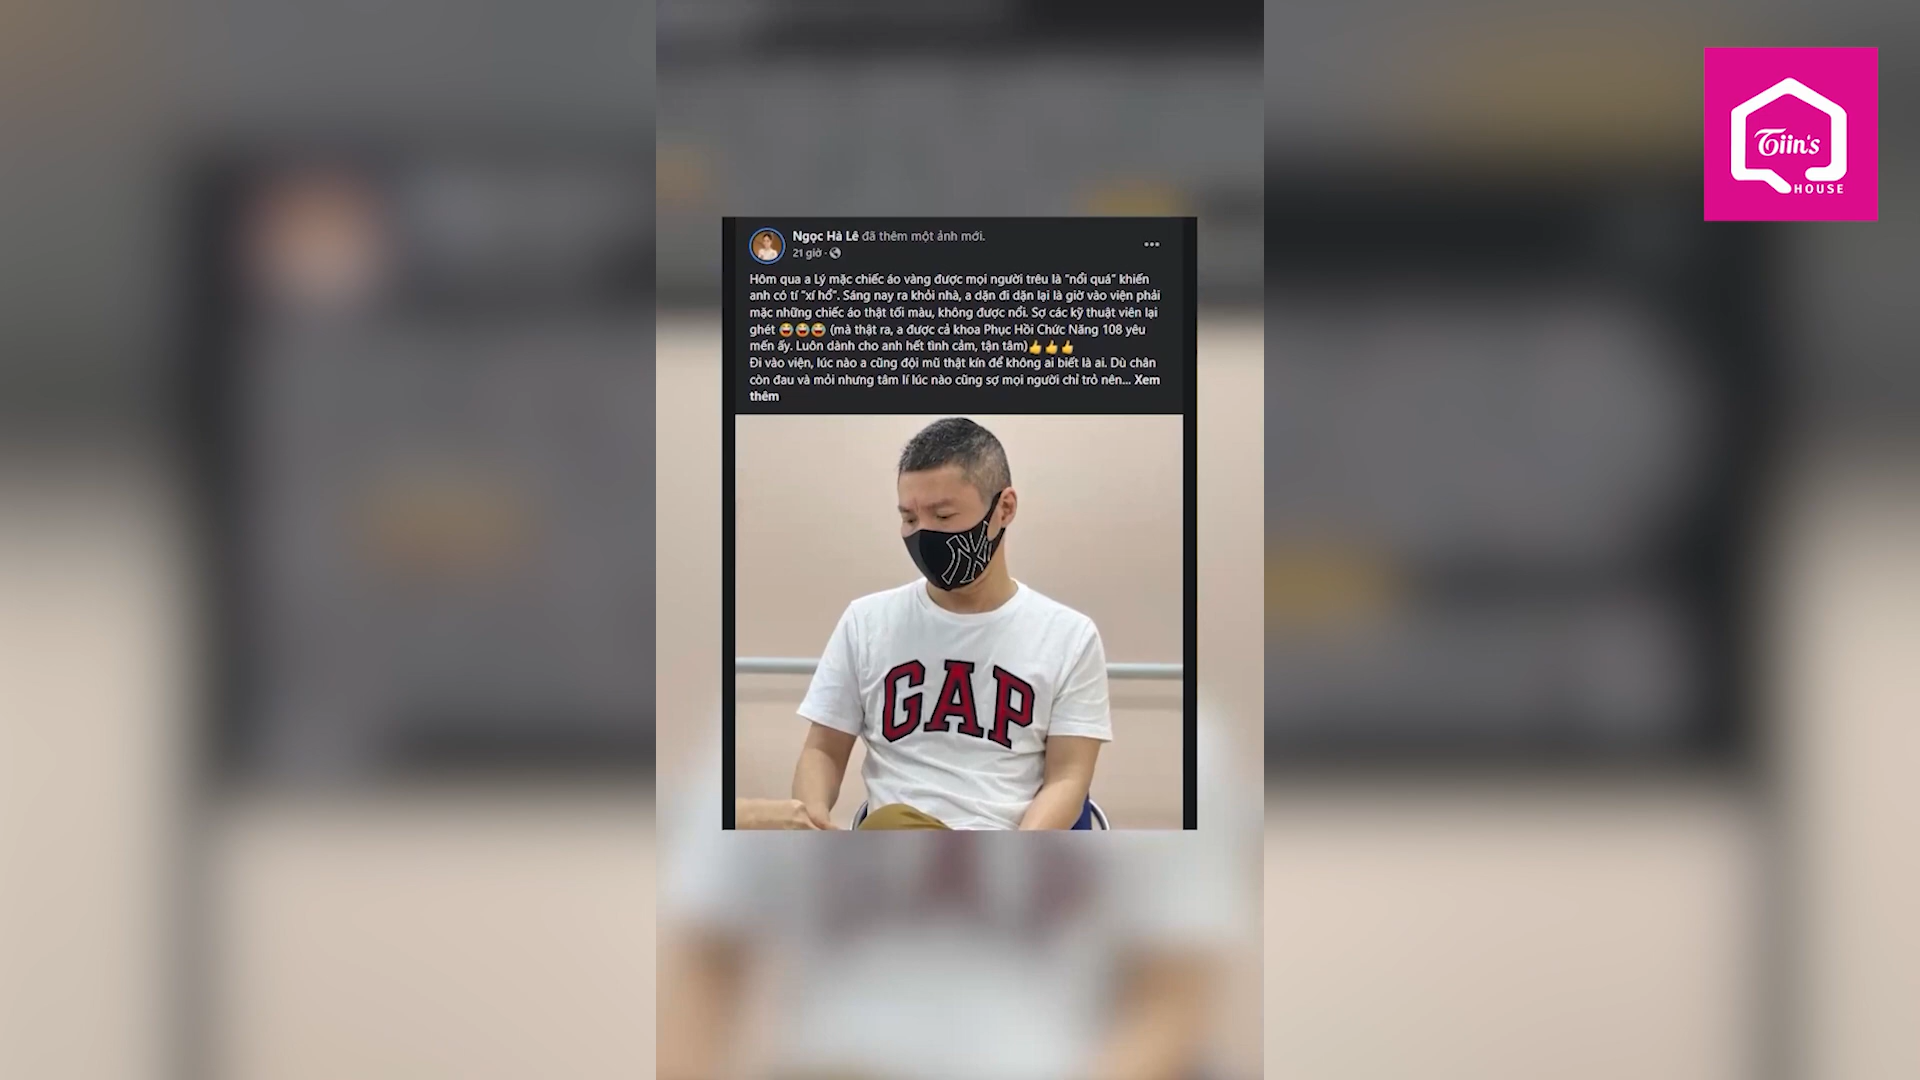 Tiin's
HOUSE
Ngọc Hà Lê đã thêm một ảnh mới.
21 giờ ·
Hôm qua a Lý mặc chiếc áo vàng được mọi người trêu là "nổi quá" khiến
anh có tí "xí hổ". Sáng nay ra khỏi nhà, a dặn đi dặn lại là giờ vào viện phải
mặc những chiếc áo thật tối màu, không được nổi. Sợ các kỹ thuật viên lại
ghét 😂😂😂 (mà thật ra, a được cả khoa Phục Hồi Chức Năng 108 yêu
mến ấy. Luôn dành cho anh hết tình cảm, tận tâm)👍👍👍
Đi vào viện, lúc nào a cũng đội mũ thật kín để không ai biết là ai. Dù chân
còn đau và mỏi nhưng tâm lí lúc nào cũng sợ mọi người chỉ trỏ nên... Xem
thêm
NY
GAP